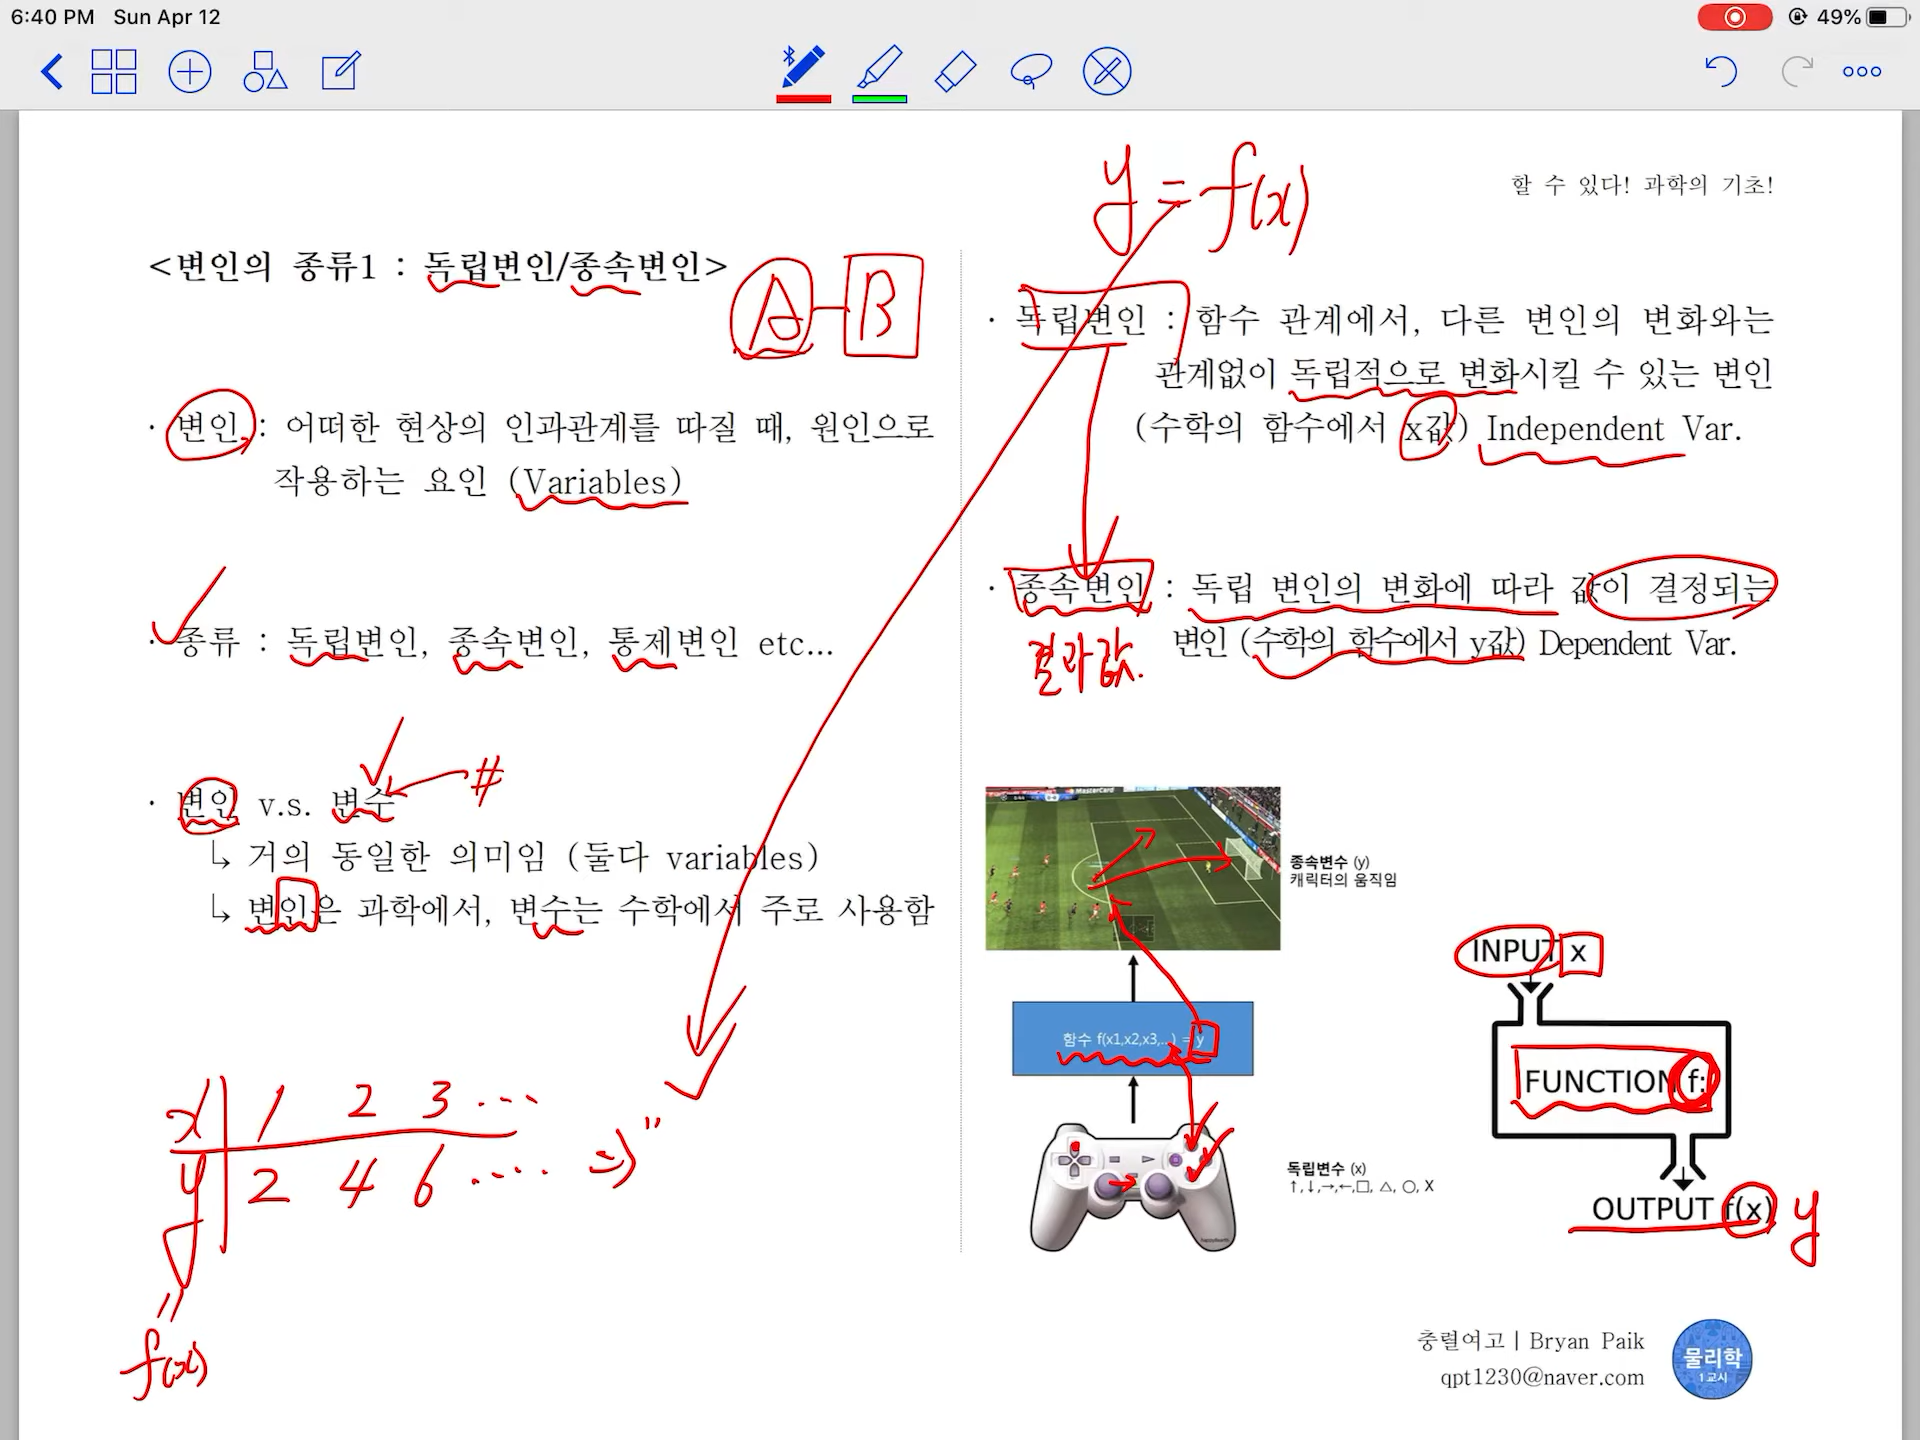 6:40 PM Sun Apr 12
49%
할 수 있다! 과학의 기초!
y = f(x)
<변인의 종류1 : 독립변인/종속변인>
A B
· 변인 : 어떠한 현상의 인과관계를 따질 때, 원인으로
작용하는 요인 (Variables)
· 종류 : 독립변인, 종속변인, 통제변인 etc...
#
· 변인 v.s. 변수
↳ 거의 동일한 의미임 (둘다 variables)
↳ 변인은 과학에서, 변수는 수학에서 주로 사용함
x 1 2 3 ...
y 2 4 6 .... => "
"
f(x)
· 독립변인 : 함수 관계에서, 다른 변인의 변화와는
관계없이 독립적으로 변화시킬 수 있는 변인
(수학의 함수에서 x값) Independent Var.
· 종속변인 : 독립 변인의 변화에 따라 값이 결정되는
변인 (수학의 함수에서 y값) Dependent Var.
결과값.
MasterCard
종속변수 (y)
캐릭터의 움직임
함수 f(x1,x2,x3,...) = y
독립변수 (x)
↑,↓,→,←,□, △, ○, X
INPUT x
FUNCTION f:
OUTPUT f(x) y
충렬여고 | Bryan Paik
qpt1230@naver.com
물리학
1교시